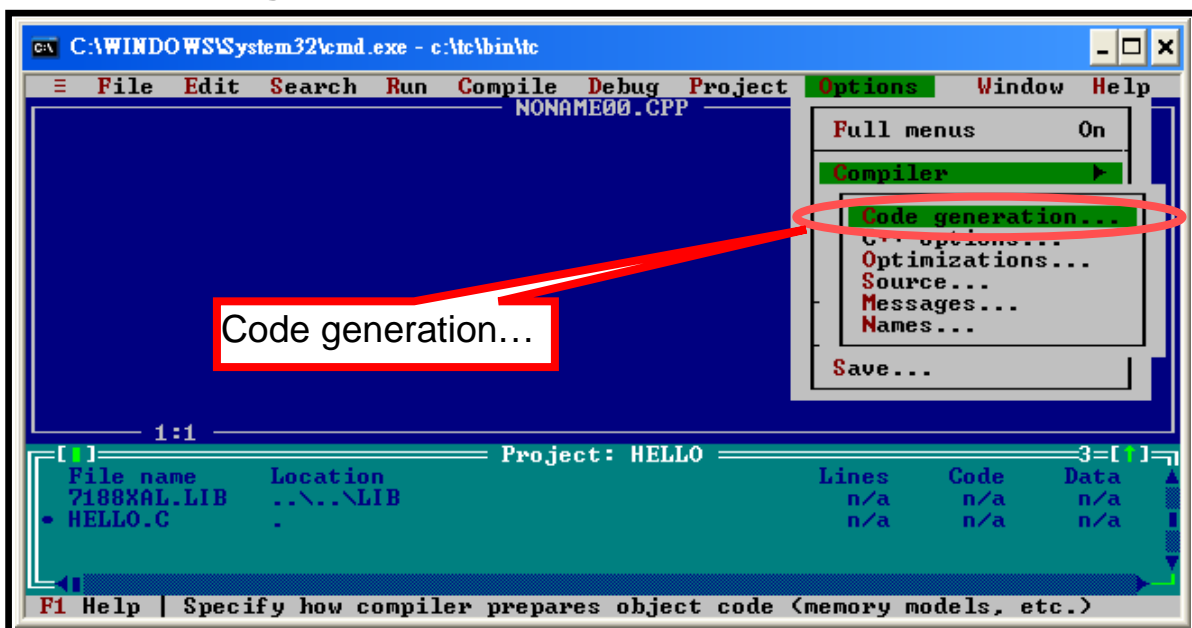 C:\WINDOWS\System32\cmd.exe - c:\tc\bin\tc
≡ File Edit Search Run Compile Debug Project Options Window Help
NONAME00.CPP
Full menus On
Compiler
Code generation...
C++ options...
Optimizations...
Source...
Messages...
Names...
Save...
Code generation…
1:1
Project: HELLO 3=[↑]
File name Location Lines Code Data
7188XAL.LIB ..\..\LIB n/a n/a n/a
• HELLO.C . n/a n/a n/a
F1 Help | Specify how compiler prepares object code (memory models, etc.)